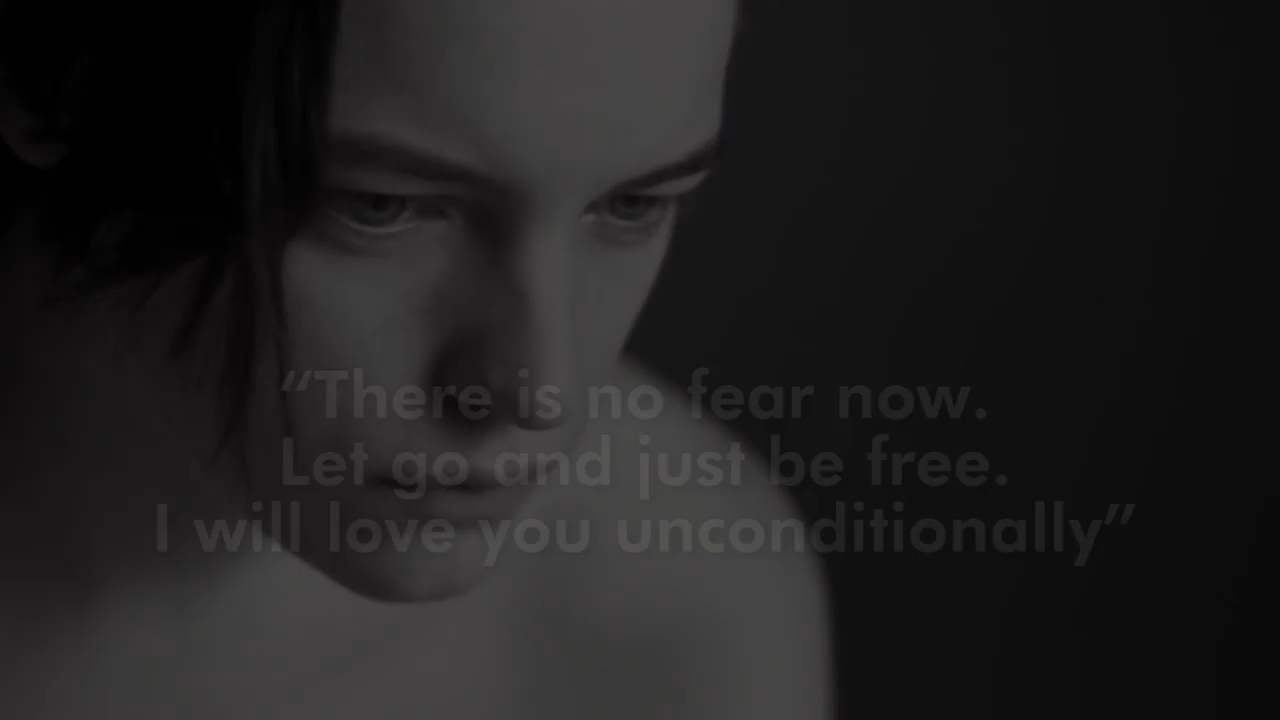 “There is no fear now.
Let go and just be free.
I will love you unconditionally”